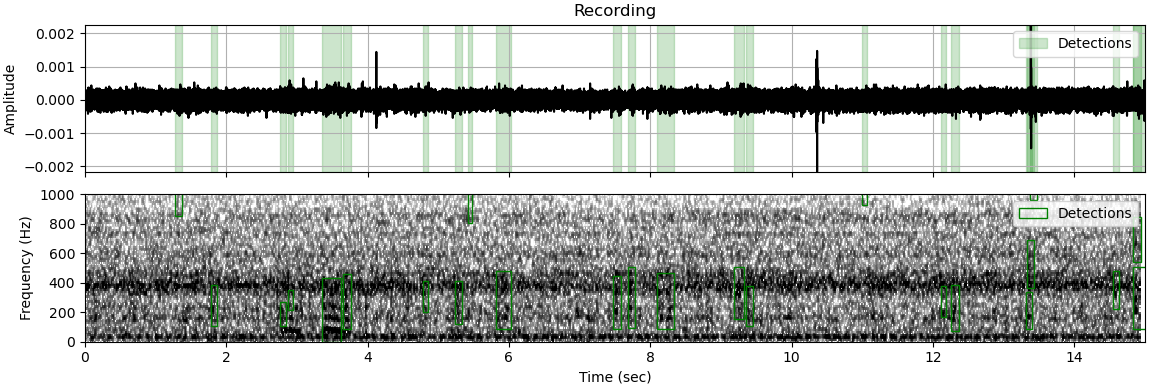 Recording
Amplitude
0.002
0.001
0.000
−0.001
−0.002
Detections
Frequency (Hz)
1000
800
600
400
200
0
Detections
0 2 4 6 8 10 12 14
Time (sec)